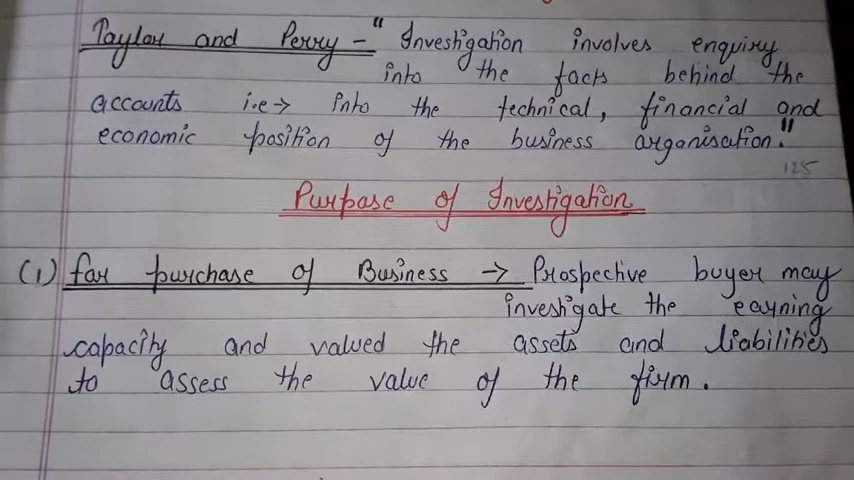 Taylor and Perry - " Investigation involves enquiry
into the facts behind the
accounts i.e → into the technical, financial and
economic position of the business organisation."
125
Purpose of Investigation
(1) for purchase of Business → Prospective buyer may
investigate the earning
capacity and valued the assets and liabilities
to assess the value of the firm.